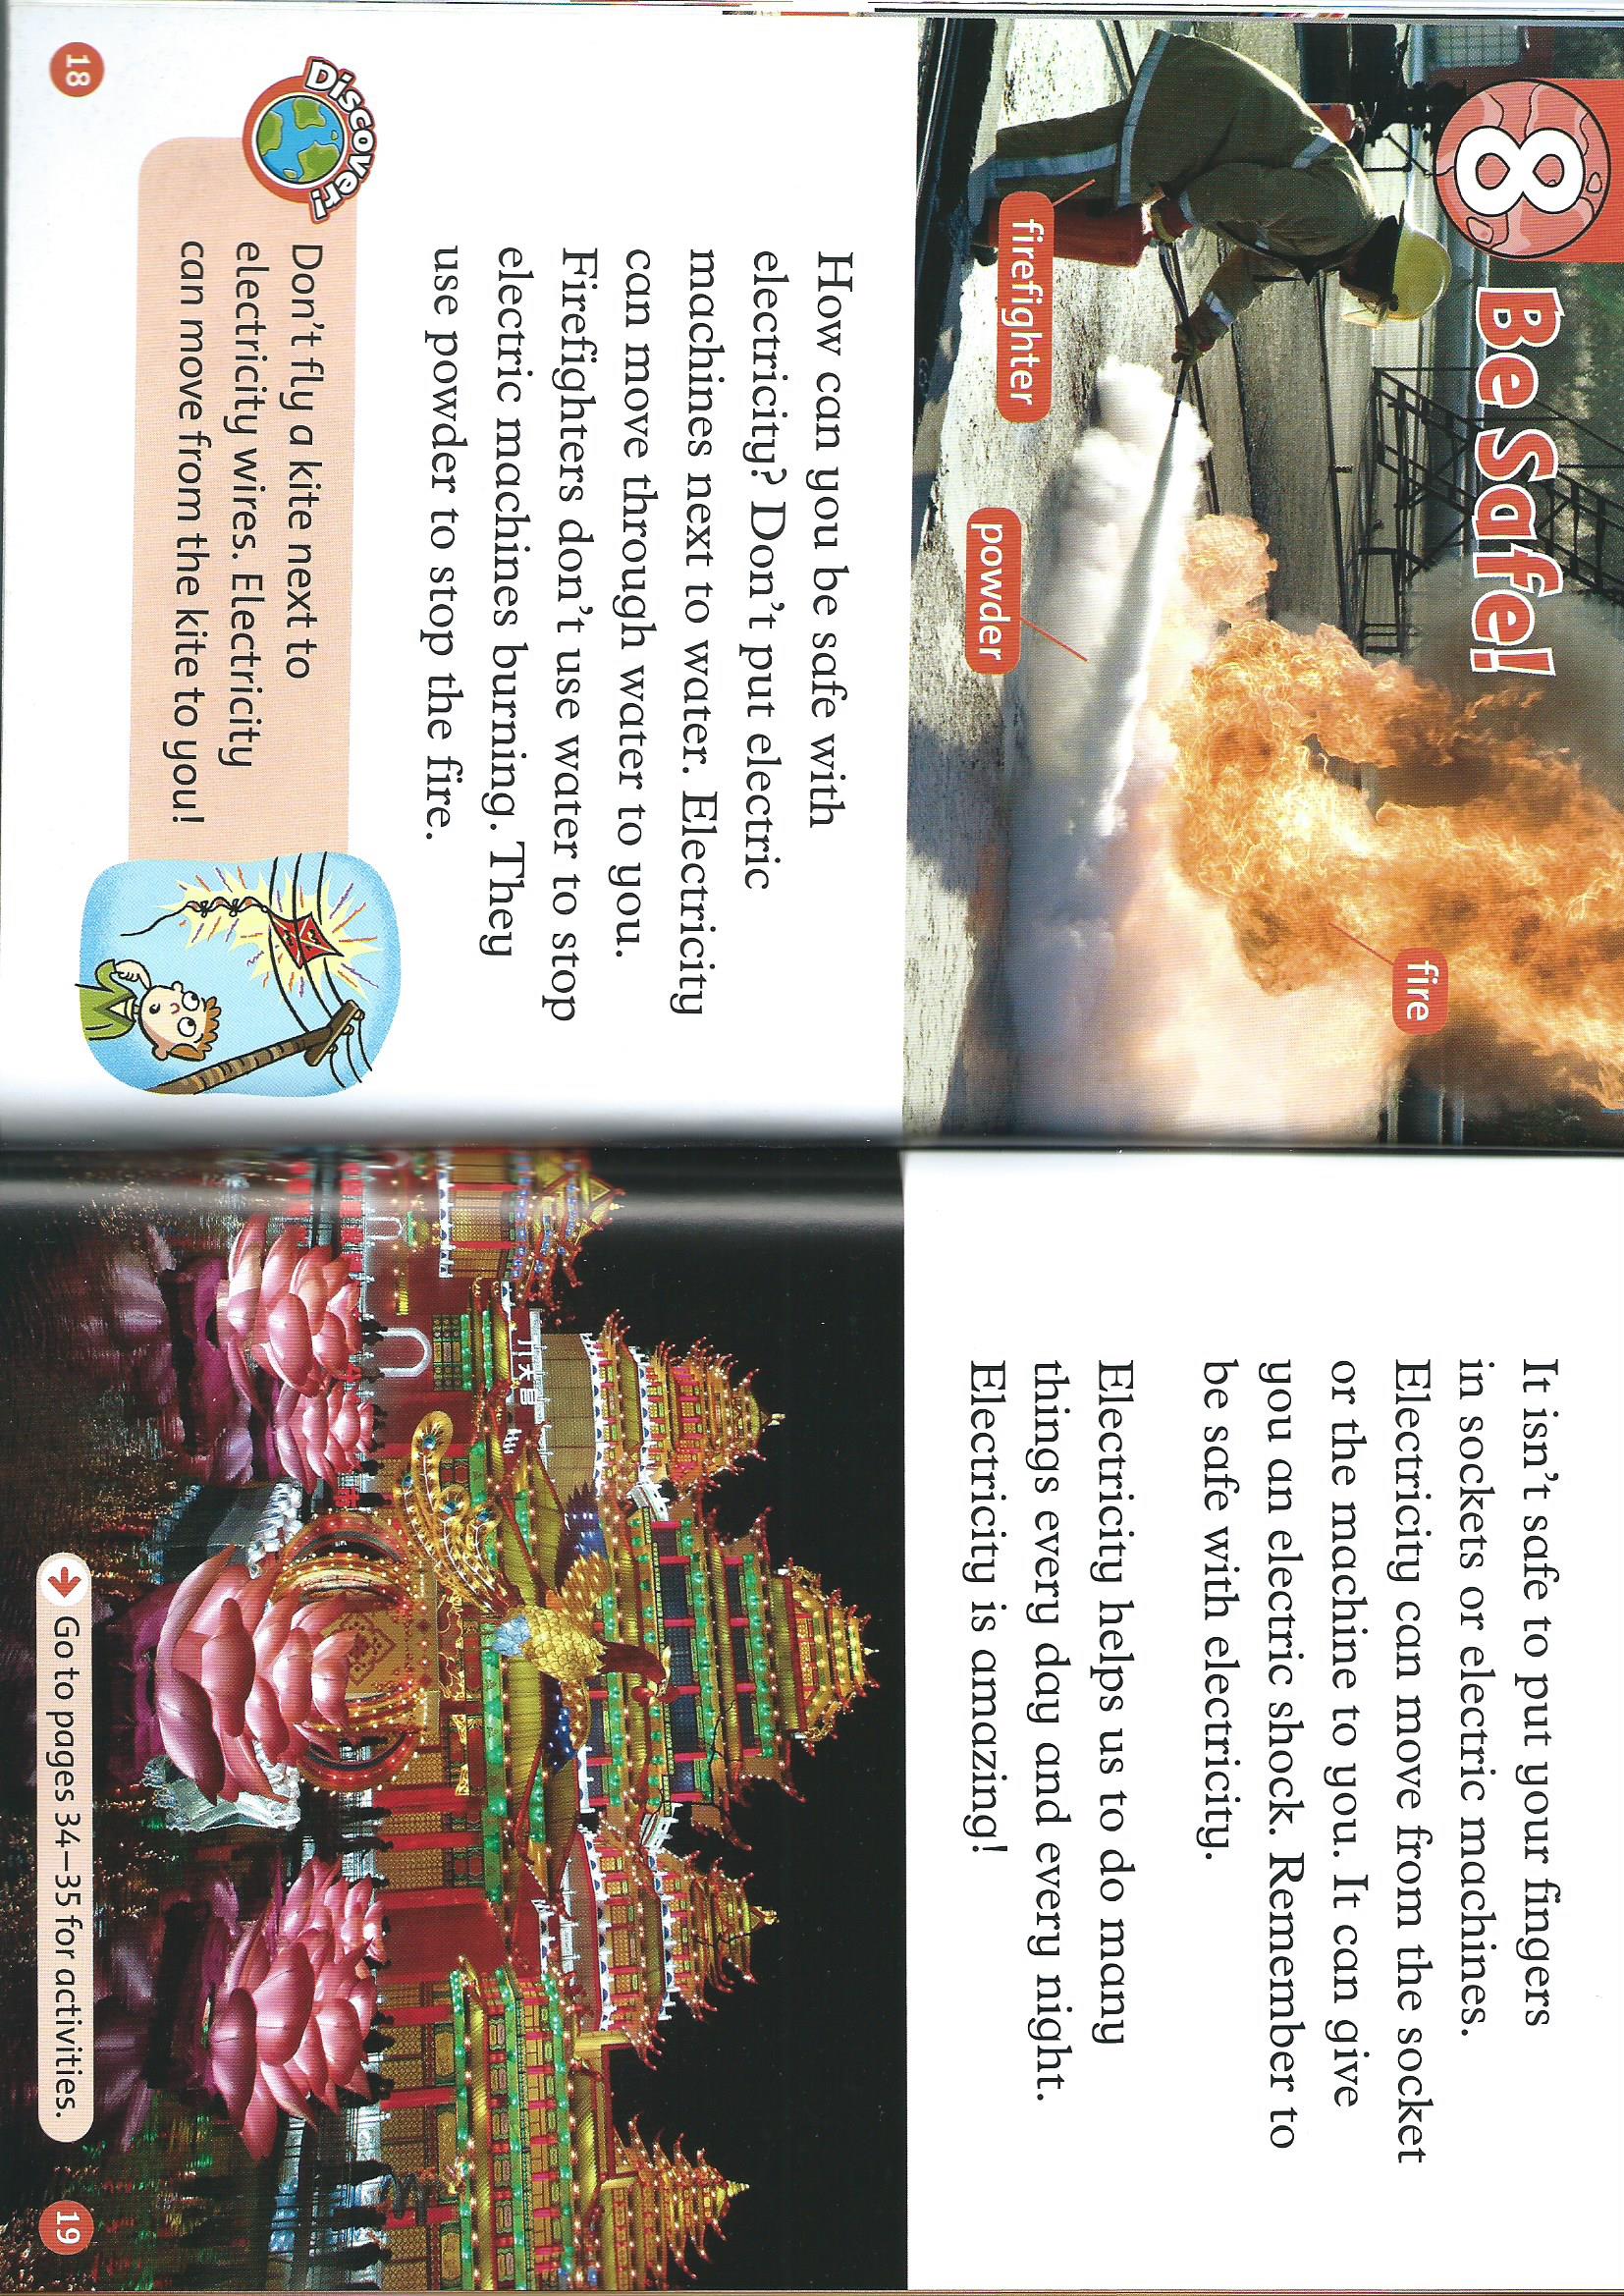 8
Be Safe!
firefighter
powder
fire
How can you be safe with
electricity? Don't put electric
machines next to water. Electricity
can move through water to you.
Firefighters don't use water to stop
electric machines burning. They
use powder to stop the fire.
Discover!
Don't fly a kite next to
electricity wires. Electricity
can move from the kite to you!
18
It isn't safe to put your fingers
in sockets or electric machines.
Electricity can move from the socket
or the machine to you. It can give
you an electric shock. Remember to
be safe with electricity.
Electricity helps us to do many
things every day and every night.
Electricity is amazing!
Go to pages 34–35 for activities.
19